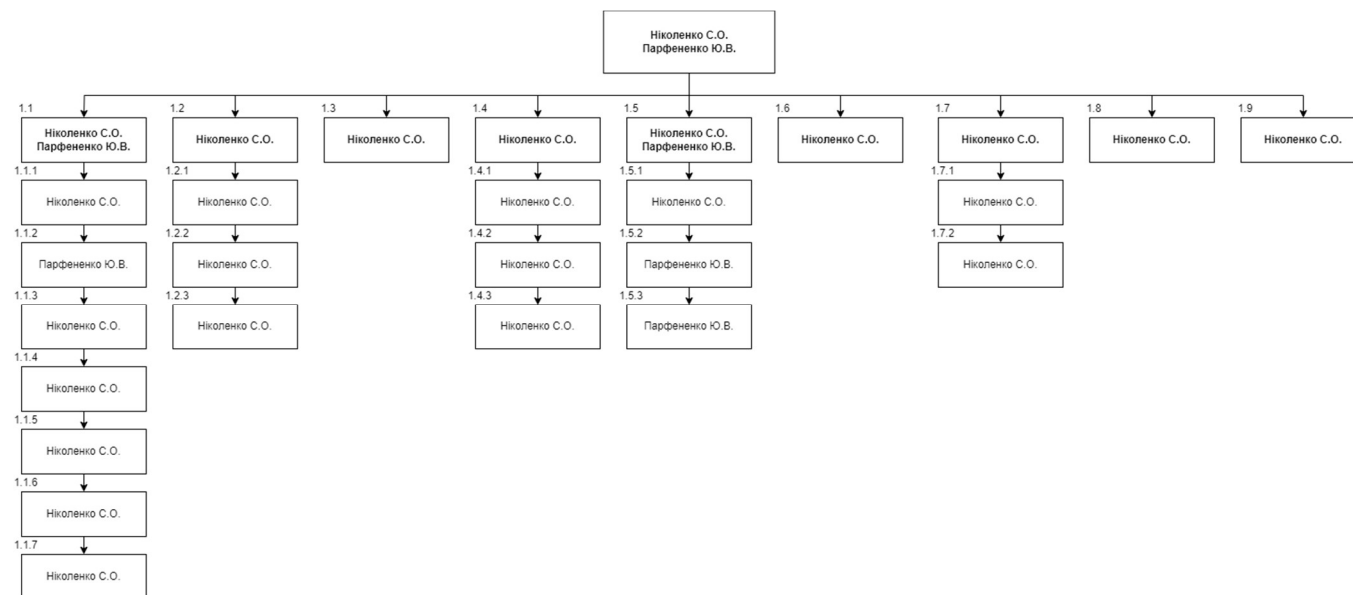 Ніколенко С.О.
Парфененко Ю.В.
1.1
Ніколенко С.О.
Парфененко Ю.В.
1.1.1
Ніколенко С.О.
1.1.2
Парфененко Ю.В.
1.1.3
Ніколенко С.О.
1.1.4
Ніколенко С.О.
1.1.5
Ніколенко С.О.
1.1.6
Ніколенко С.О.
1.1.7
Ніколенко С.О.
1.2
Ніколенко С.О.
1.2.1
Ніколенко С.О.
1.2.2
Ніколенко С.О.
1.2.3
Ніколенко С.О.
1.3
Ніколенко С.О.
1.4
Ніколенко С.О.
1.4.1
Ніколенко С.О.
1.4.2
Ніколенко С.О.
1.4.3
Ніколенко С.О.
1.5
Ніколенко С.О.
Парфененко Ю.В.
1.5.1
Ніколенко С.О.
1.5.2
Парфененко Ю.В.
1.5.3
Парфененко Ю.В.
1.6
Ніколенко С.О.
1.7
Ніколенко С.О.
1.7.1
Ніколенко С.О.
1.7.2
Ніколенко С.О.
1.8
Ніколенко С.О.
1.9
Ніколенко С.О.